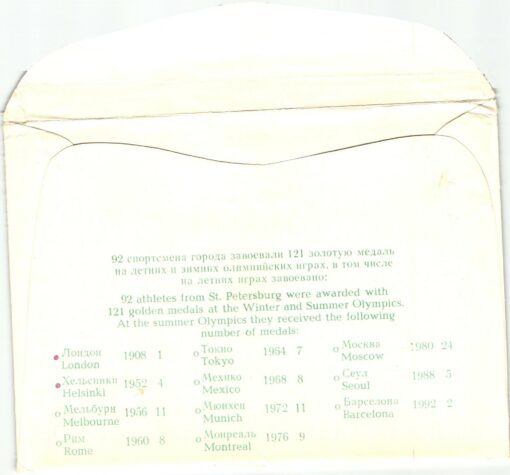 92 спортсмена города завоевали 121 золотую медаль
на летних и зимних олимпийских играх, в том числе
на летних играх завоевано:
92 athletes from St. Petersburg were awarded with
121 golden medals at the Winter and Summer Olympics.
At the summer Olympics they received the following
number of medals:
Лондон 1908 1
London
Хельсинки 1952 4
Helsinki
Мельбурн 1956 11
Melbourne
Рим 1960 8
Rome
Токио 1964 7
Tokyo
Мехико 1968 8
Mexico
Мюнхен 1972 11
Munich
Монреаль 1976 9
Montreal
Москва 1980 24
Moscow
Сеул 1988 5
Seoul
Барселона 1992 2
Barcelona